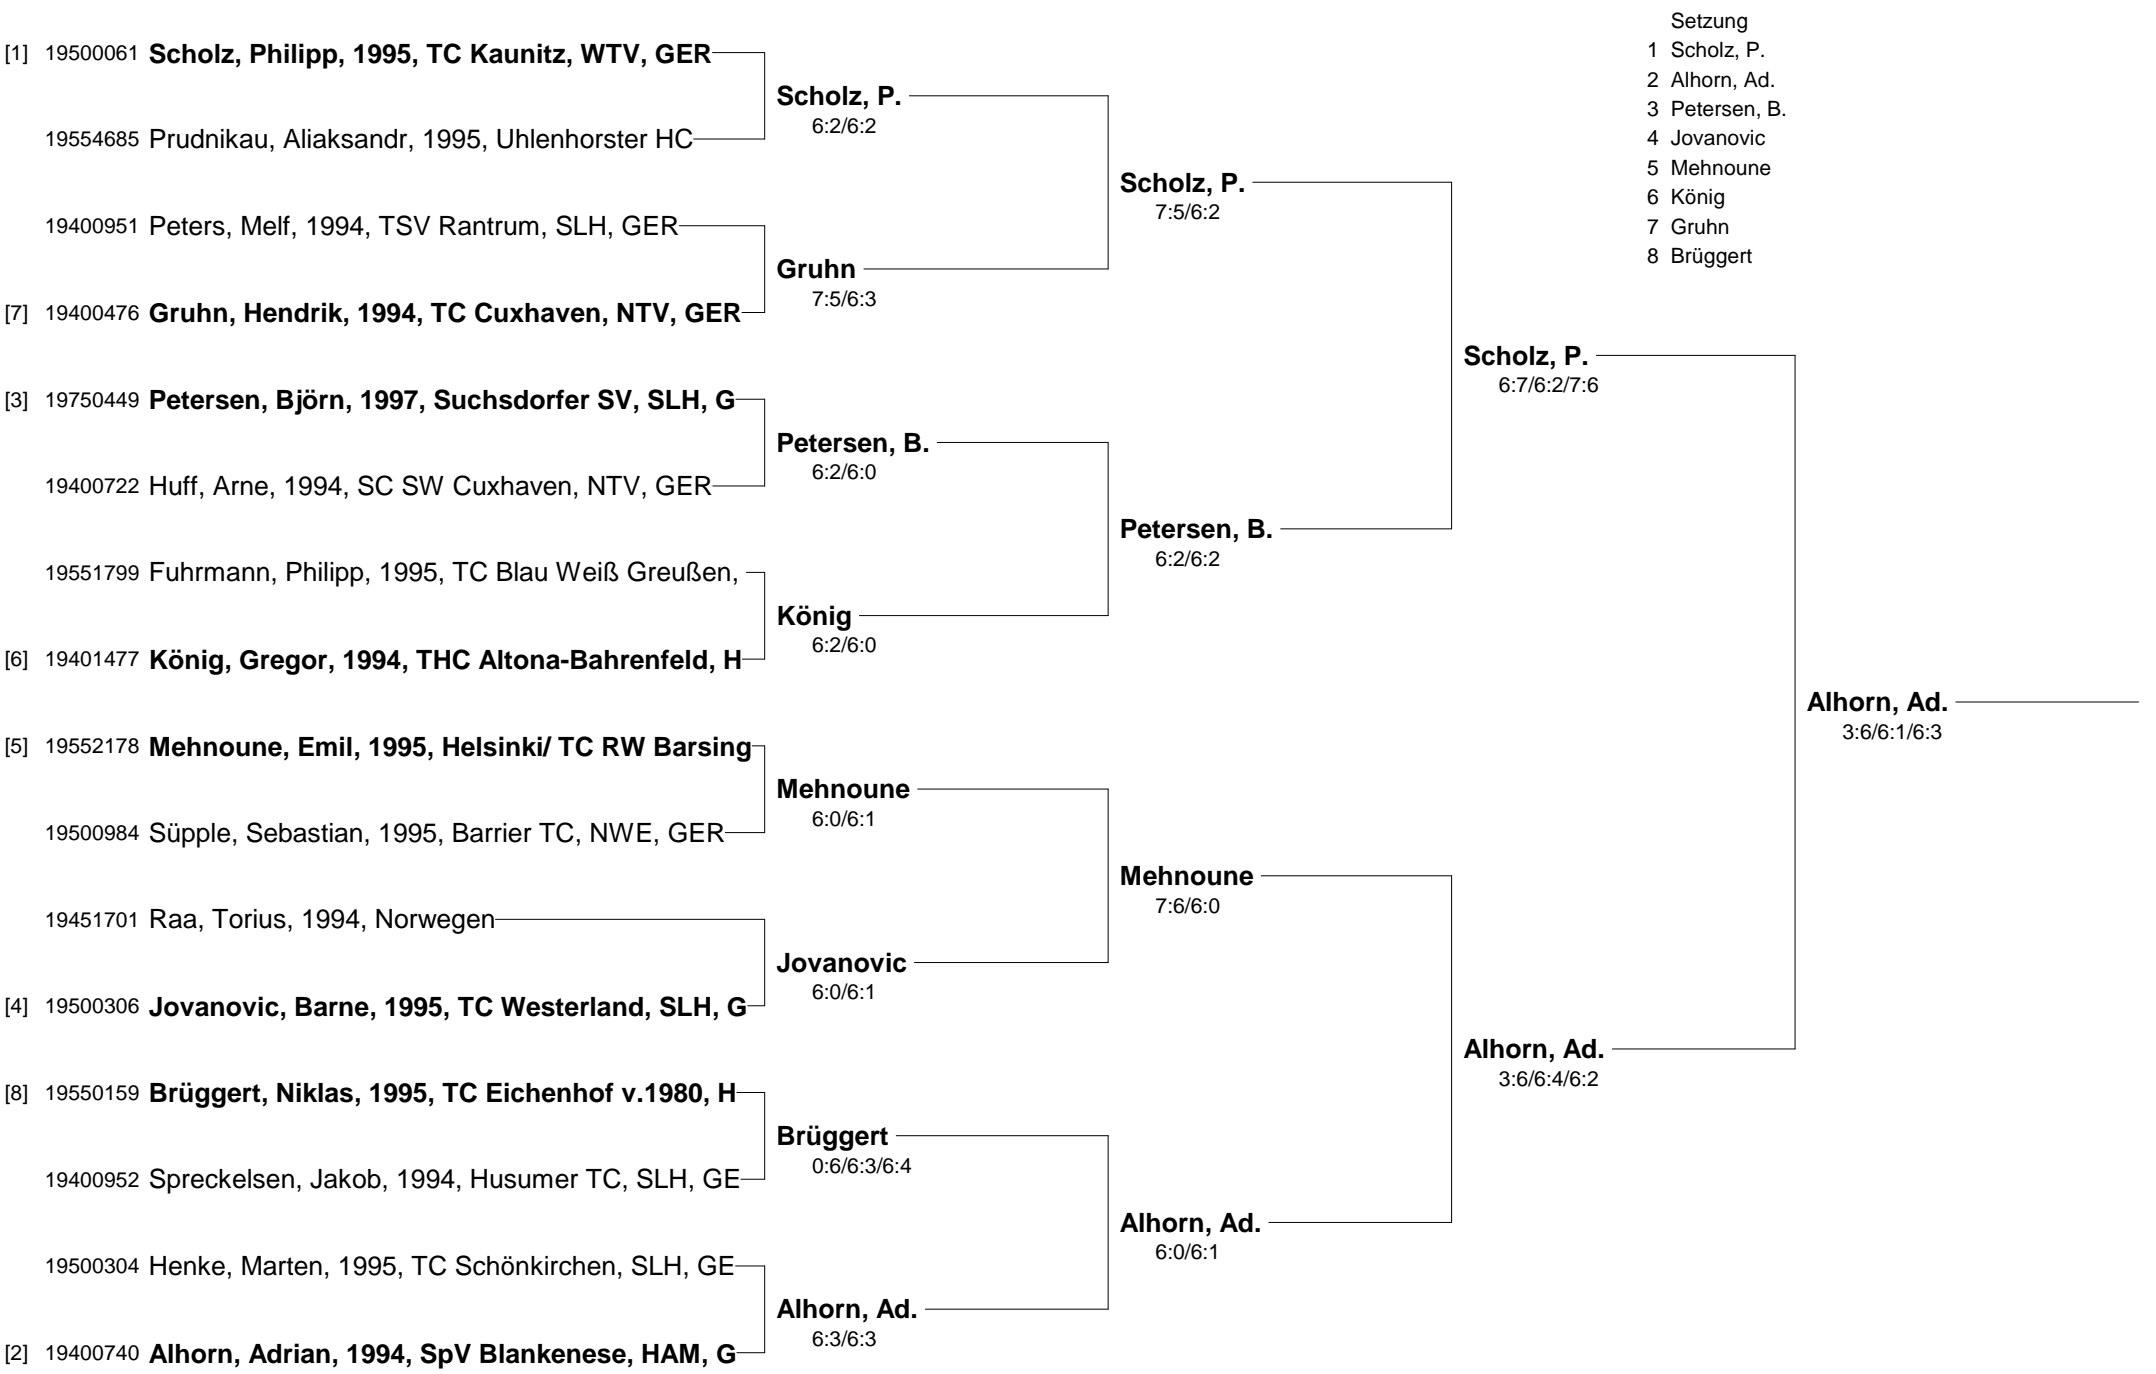 Setzung
1 Scholz, P.
2 Alhorn, Ad.
3 Petersen, B.
4 Jovanovic
5 Mehnoune
6 König
7 Gruhn
8 Brüggert
[1] 19500061 Scholz, Philipp, 1995, TC Kaunitz, WTV, GER
19554685 Prudnikau, Aliaksandr, 1995, Uhlenhorster HC
19400951 Peters, Melf, 1994, TSV Rantrum, SLH, GER
[7] 19400476 Gruhn, Hendrik, 1994, TC Cuxhaven, NTV, GER
[3] 19750449 Petersen, Björn, 1997, Suchsdorfer SV, SLH, G
19400722 Huff, Arne, 1994, SC SW Cuxhaven, NTV, GER
19551799 Fuhrmann, Philipp, 1995, TC Blau Weiß Greußen,
[6] 19401477 König, Gregor, 1994, THC Altona-Bahrenfeld, H
[5] 19552178 Mehnoune, Emil, 1995, Helsinki/ TC RW Barsing
19500984 Süpple, Sebastian, 1995, Barrier TC, NWE, GER
19451701 Raa, Torius, 1994, Norwegen
[4] 19500306 Jovanovic, Barne, 1995, TC Westerland, SLH, G
[8] 19550159 Brüggert, Niklas, 1995, TC Eichenhof v.1980, H
19400952 Spreckelsen, Jakob, 1994, Husumer TC, SLH, GE
19500304 Henke, Marten, 1995, TC Schönkirchen, SLH, GE
[2] 19400740 Alhorn, Adrian, 1994, SpV Blankenese, HAM, G
Scholz, P.
6:2/6:2
Gruhn
7:5/6:3
Petersen, B.
6:2/6:0
König
6:2/6:0
Mehnoune
6:0/6:1
Jovanovic
6:0/6:1
Brüggert
0:6/6:3/6:4
Alhorn, Ad.
6:3/6:3
Scholz, P.
7:5/6:2
Petersen, B.
6:2/6:2
Mehnoune
7:6/6:0
Alhorn, Ad.
6:0/6:1
Scholz, P.
6:7/6:2/7:6
Alhorn, Ad.
3:6/6:4/6:2
Alhorn, Ad.
3:6/6:1/6:3